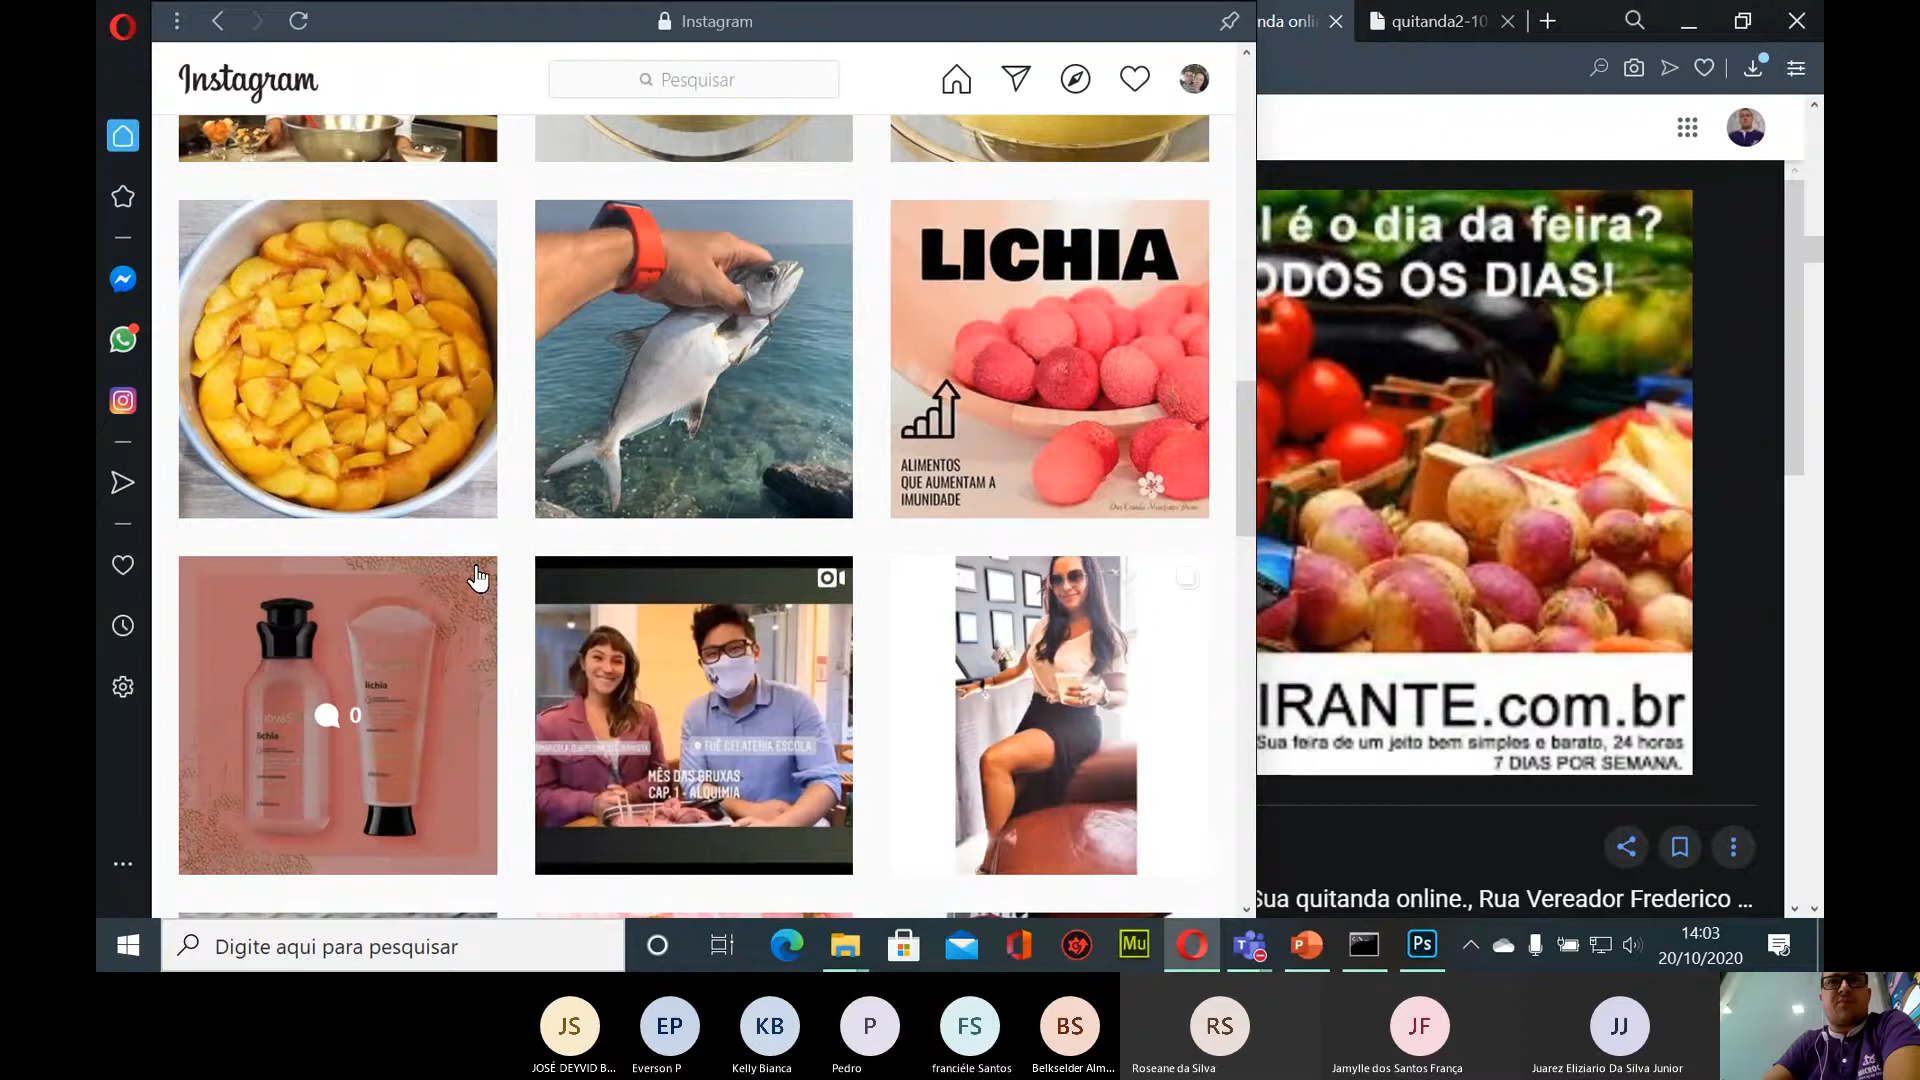 Instagram
nda onli
quitanda2-10
Instagram
Pesquisar
LICHIA
ALIMENTOS
QUE AUMENTAM A
IMUNIDADE
lichia
lichia
0
TUÊ GELATERIA ESCOLA
MÊS DAS BRUXAS
CAP. 1 - ALQUIMIA
l é o dia da feira?
ODOS OS DIAS!
IRANTE.com.br
Sua feira de um jeito bem simples e barato, 24 horas
7 DIAS POR SEMANA.
Sua quitanda online., Rua Vereador Frederico ...
Digite aqui para pesquisar
Mu
Ps
14:03
20/10/2020
JS
EP
KB
P
FS
BS
RS
JF
JJ
JOSÉ DEYVID B...
Everson P
Kelly Bianca
Pedro
franciéle Santos
Belkselder Alm...
Roseane da Silva
Jamylle dos Santos França
Juarez Eliziario Da Silva Junior